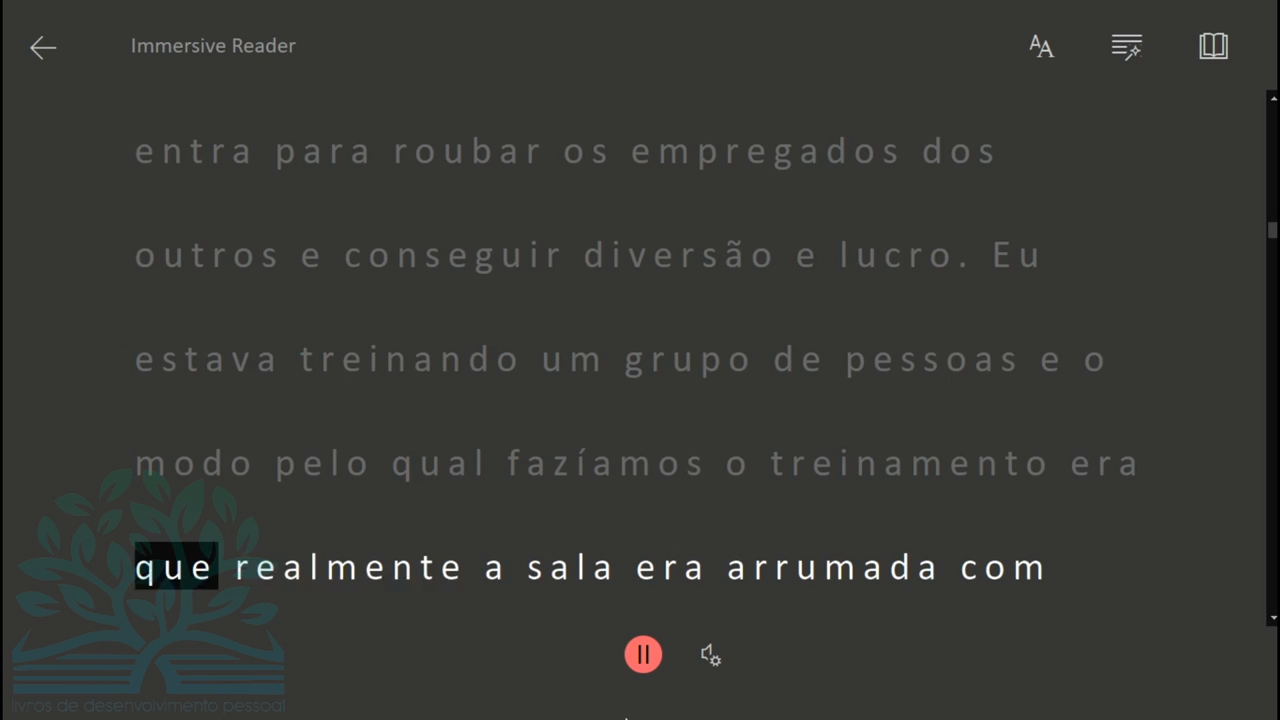 Immersive Reader
entra para roubar os empregados dos
outros e conseguir diversão e lucro. Eu
estava treinando um grupo de pessoas e o
modo pelo qual fazíamos o treinamento era
que realmente a sala era arrumada com
livros de desenvolvimento pessoal